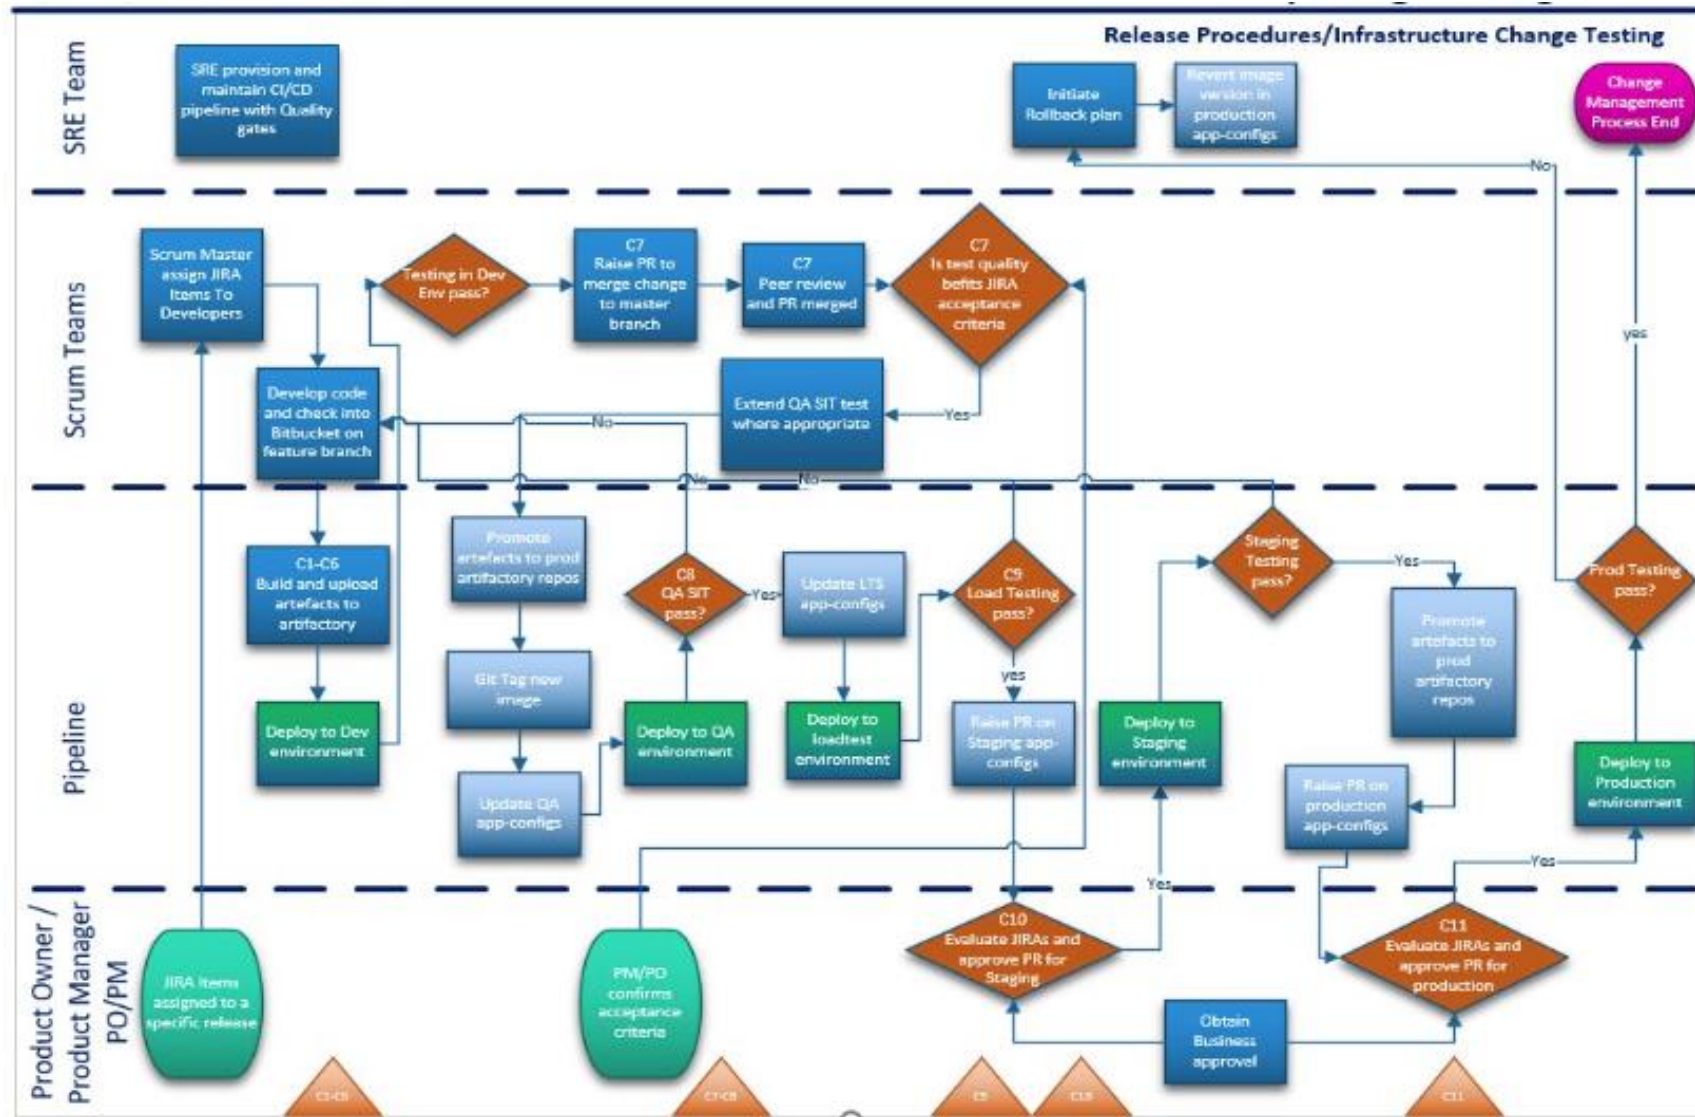 Release Procedures/Infrastructure Change Testing
SRE Team
SRE provision and
maintain CI/CD
pipeline with Quality
gates
Initiate
Rollback plan
Revert image
version in
production
app-configs
Change
Management
Process End
No
Scrum Teams
Scrum Master
assign JIRA
Items To
Developers
Testing in Dev
Env pass?
C7
Raise PR to
merge change
to master
branch
C7
Peer review
and PR merged
C7
Is test quality
befits JIRA
acceptance
criteria
yes
Develop code
and check into
Bitbucket on
feature branch
No
Extend QA SIT test
where appropriate
Yes
No
No
Pipeline
C1-C6
Build and upload
artefacts to
artifactory
Promote
artefacts to prod
artifactory repos
C8
QA SIT
pass?
Yes
Update LTS
app-configs
C9
Load Testing
pass?
Staging
Testing
pass?
Yes
Prod Testing
pass?
Promote
artefacts to
prod
artifactory
repos
Git Tag new
image
yes
Deploy to Dev
environment
Deploy to QA
environment
Deploy to
loadtest
environment
Raise PR on
Staging app-
configs
Deploy to
Staging
environment
Deploy to
Production
environment
Update QA
app-configs
Raise PR on
production
app-configs
Yes
Yes
Product Owner /
Product Manager
PO/PM
JIRA Items
assigned to a
specific release
PM/PO
confirms
acceptance
criteria
C10
Evaluate JIRAs and
approve PR for
Staging
C11
Evaluate JIRAs and
approve PR for
production
Obtain
Business
approval
C1-C6
C7-C8
C9
C10
C11